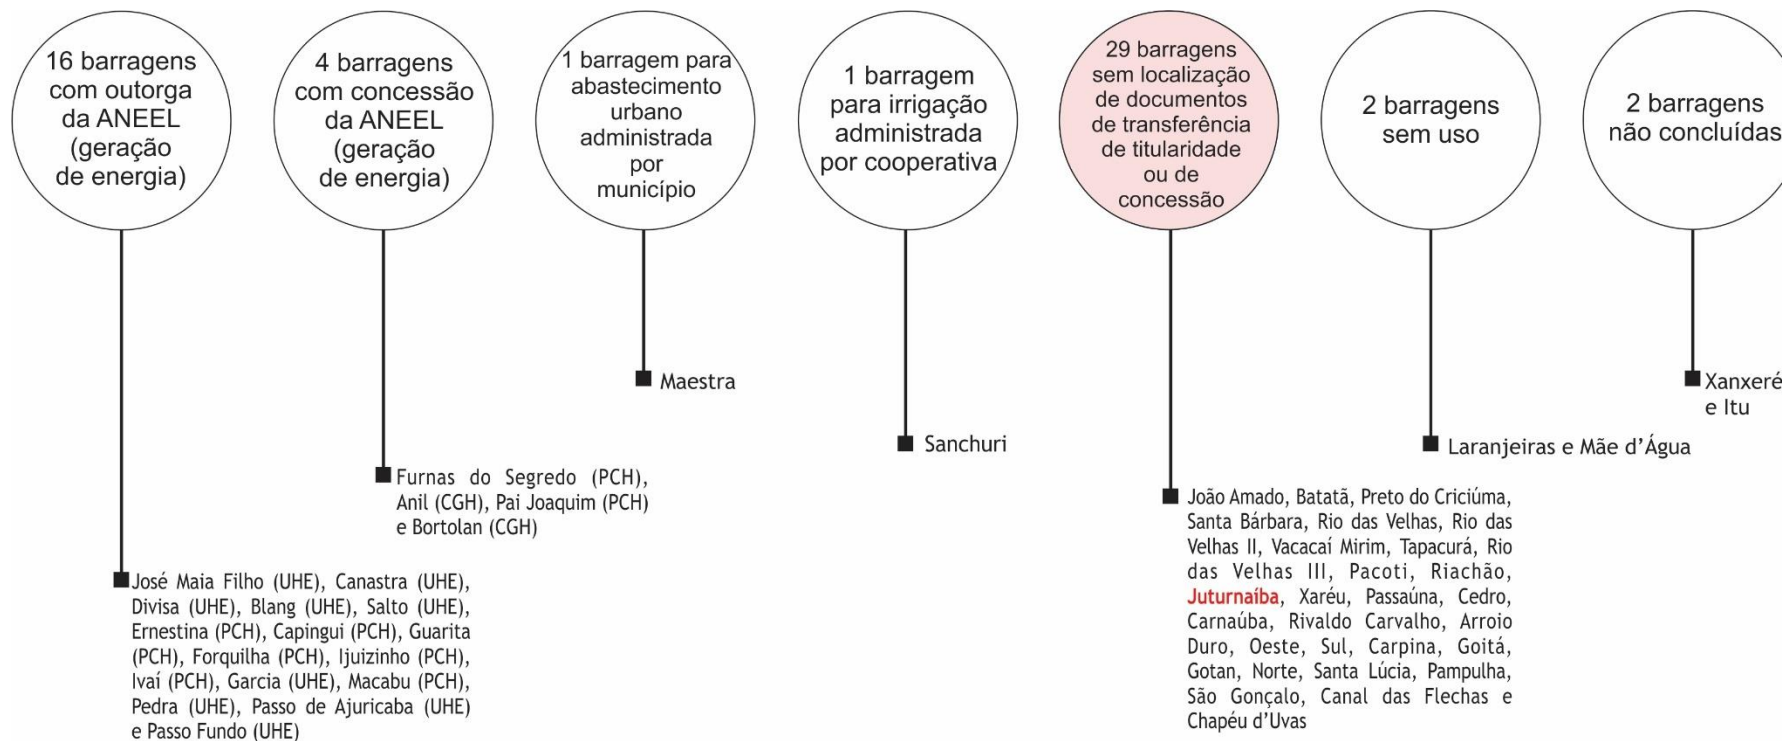 16 barragens
com outorga
da ANEEL
(geração
de energia)
4 barragens
com concessão
da ANEEL
(geração
de energia)
1 barragem para
abastecimento
urbano
administrada
por
município
1 barragem
para irrigação
administrada
por cooperativa
29 barragens
sem localização
de documentos
de transferência
de titularidade
ou de
concessão
2 barragens
sem uso
2 barragens
não concluídas
José Maia Filho (UHE), Canastra (UHE),
Divisa (UHE), Blang (UHE), Salto (UHE),
Ernestina (PCH), Capingui (PCH), Guarita
(PCH), Forquilha (PCH), Ijuizinho (PCH),
Ivaí (PCH), Garcia (UHE), Macabu (PCH),
Pedra (UHE), Passo de Ajuricaba (UHE)
e Passo Fundo (UHE)
Furnas do Segredo (PCH),
Anil (CGH), Pai Joaquim (PCH)
e Bortolan (CGH)
Maestra
Sanchuri
João Amado, Batatã, Preto do Criciúma,
Santa Bárbara, Rio das Velhas, Rio das
Velhas II, Vacacaí Mirim, Tapacurá, Rio
das Velhas III, Pacoti, Riachão,
Juturnaíba, Xaréu, Passaúna, Cedro,
Carnaúba, Rivaldo Carvalho, Arroio
Duro, Oeste, Sul, Carpina, Goitá,
Gotan, Norte, Santa Lúcia, Pampulha,
São Gonçalo, Canal das Flechas e
Chapéu d’Uvas
Laranjeiras e Mãe d’Água
Xanxeré
e Itu